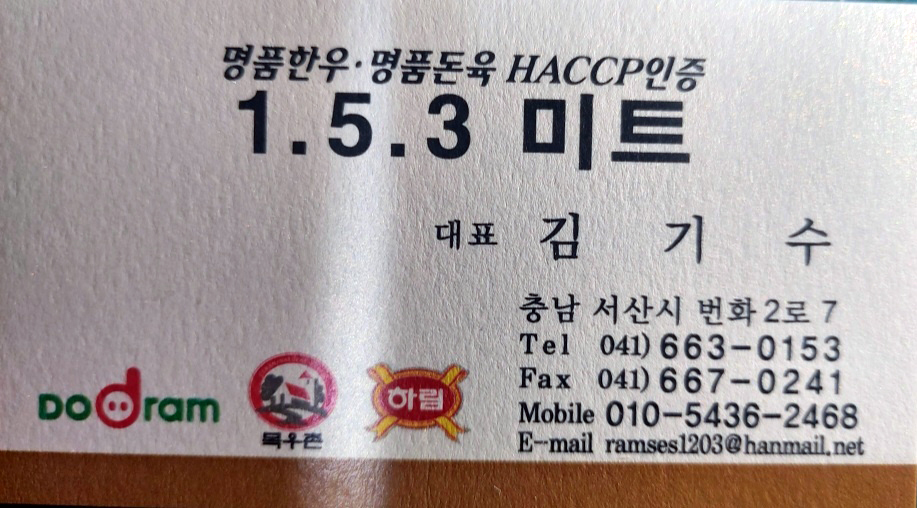 명품한우·명품돈육 HACCP인증
1.5.3 미트
대표 김 기 수
충남 서산시 번화2로 7
Tel 041) 663-0153
Fax 041) 667-0241
Mobile 010-5436-2468
E-mail ramses1203@hanmail.net
DoDram
목우촌
하림